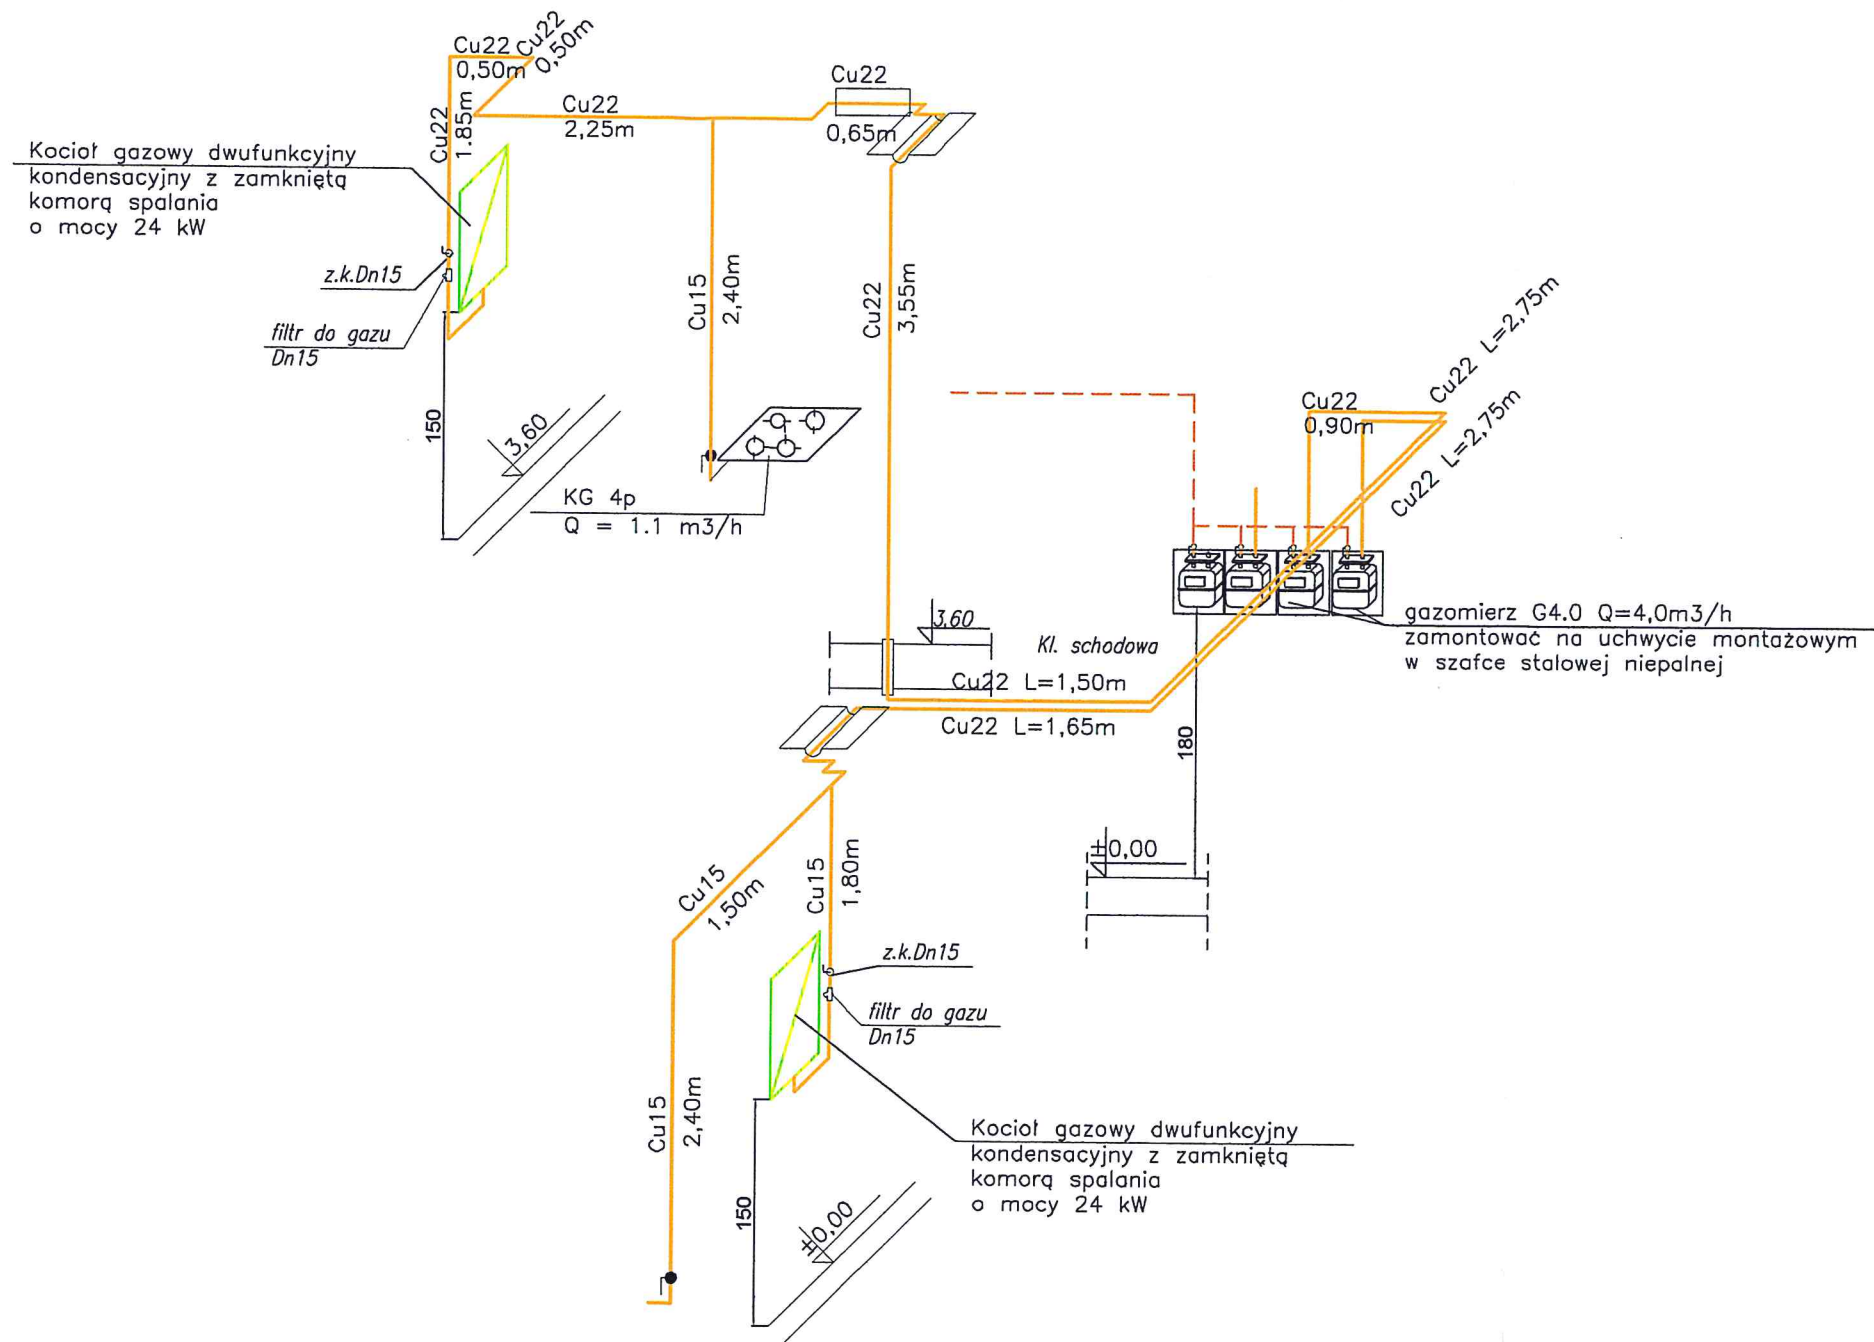 Cu22
0,50m
Cu22
0,50m
Cu22
1.85m
Cu22
2,25m
Cu22
0,65m
Kocioł gazowy dwufunkcyjny
kondensacyjny z zamkniętą
komorą spalania
o mocy 24 kW
z.k.Dn15
filtr do gazu
Dn15
150
3,60
Cu15
2,40m
KG 4p
Q = 1.1 m3/h
Cu22
3,55m
Cu22
0,90m
Cu22 L=2,75m
Cu22 L=2,75m
gazomierz G4.0 Q=4,0m3/h
zamontować na uchwycie montażowym
w szafce stalowej niepalnej
3,60
Kl. schodowa
Cu22 L=1,50m
Cu22 L=1,65m
180
±0,00
Cu15
1,50m
Cu15
1,80m
z.k.Dn15
filtr do gazu
Dn15
Cu15
2,40m
Kocioł gazowy dwufunkcyjny
kondensacyjny z zamkniętą
komorą spalania
o mocy 24 kW
150
±0,00